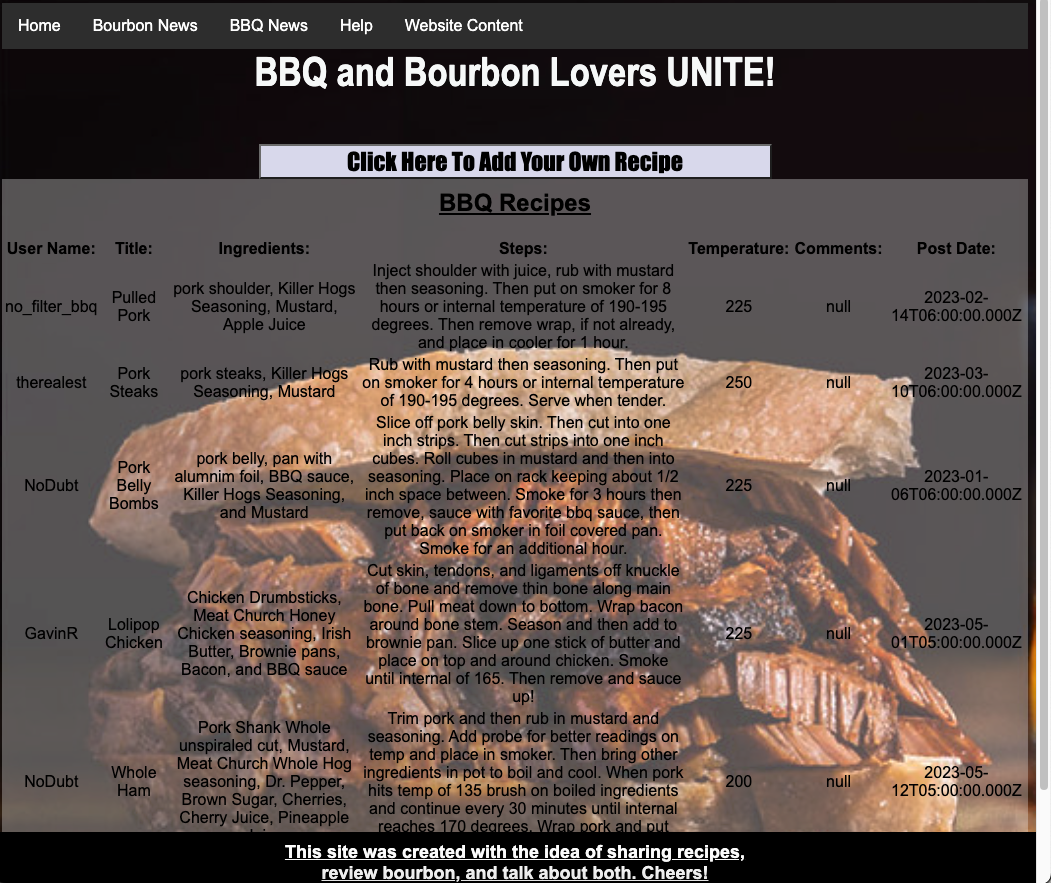 Home Bourbon News BBQ News Help Website Content
BBQ and Bourbon Lovers UNITE!
Click Here To Add Your Own Recipe
BBQ Recipes
User Name: Title: Ingredients: Steps: Temperature: Comments: Post Date:
no_filter_bbq
Pulled
Pork
pork shoulder, Killer Hogs
Seasoning, Mustard,
Apple Juice
Inject shoulder with juice, rub with mustard
then seasoning. Then put on smoker for 8
hours or internal temperature of 190-195
degrees. Then remove wrap, if not already,
and place in cooler for 1 hour.
225
null
2023-02-
14T06:00:00.000Z
therealest
Pork
Steaks
pork steaks, Killer Hogs
Seasoning, Mustard
Rub with mustard then seasoning. Then put
on smoker for 4 hours or internal temperature
of 190-195 degrees. Serve when tender.
250
null
2023-03-
10T06:00:00.000Z
NoDubt
Pork
Belly
Bombs
pork belly, pan with
alumnim foil, BBQ sauce,
Killer Hogs Seasoning,
and Mustard
Slice off pork belly skin. Then cut into one
inch strips. Then cut strips into one inch
cubes. Roll cubes in mustard and then into
seasoning. Place on rack keeping about 1/2
inch space between. Smoke for 3 hours then
remove, sauce with favorite bbq sauce, then
put back on smoker in foil covered pan.
Smoke for an additional hour.
225
null
2023-01-
06T06:00:00.000Z
GavinR
Lolipop
Chicken
Chicken Drumbsticks,
Meat Church Honey
Chicken seasoning, Irish
Butter, Brownie pans,
Bacon, and BBQ sauce
Cut skin, tendons, and ligaments off knuckle
of bone and remove thin bone along main
bone. Pull meat down to bottom. Wrap bacon
around bone stem. Season and then add to
brownie pan. Slice up one stick of butter and
place on top and around chicken. Smoke
until internal of 165. Then remove and sauce
up!
225
null
2023-05-
01T05:00:00.000Z
NoDubt
Whole
Ham
Pork Shank Whole
unspiraled cut, Mustard,
Meat Church Whole Hog
seasoning, Dr. Pepper,
Brown Sugar, Cherries,
Cherry Juice, Pineapple
Trim pork and then rub in mustard and
seasoning. Add probe for better readings on
temp and place in smoker. Then bring other
ingredients in pot to boil and cool. When pork
hits temp of 135 brush on boiled ingredients
and continue every 30 minutes until internal
reaches 170 degrees. Wrap pork and put
200
null
2023-05-
12T05:00:00.000Z
This site was created with the idea of sharing recipes,
review bourbon, and talk about both. Cheers!